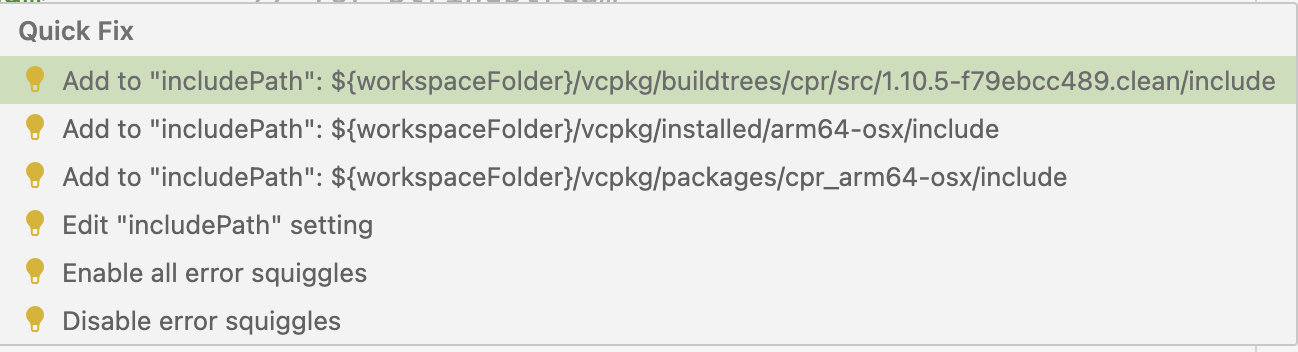 Quick Fix
Add to "includePath": ${workspaceFolder}/vcpkg/buildtrees/cpr/src/1.10.5-f79ebcc489.clean/include
Add to "includePath": ${workspaceFolder}/vcpkg/installed/arm64-osx/include
Add to "includePath": ${workspaceFolder}/vcpkg/packages/cpr_arm64-osx/include
Edit "includePath" setting
Enable all error squiggles
Disable error squiggles